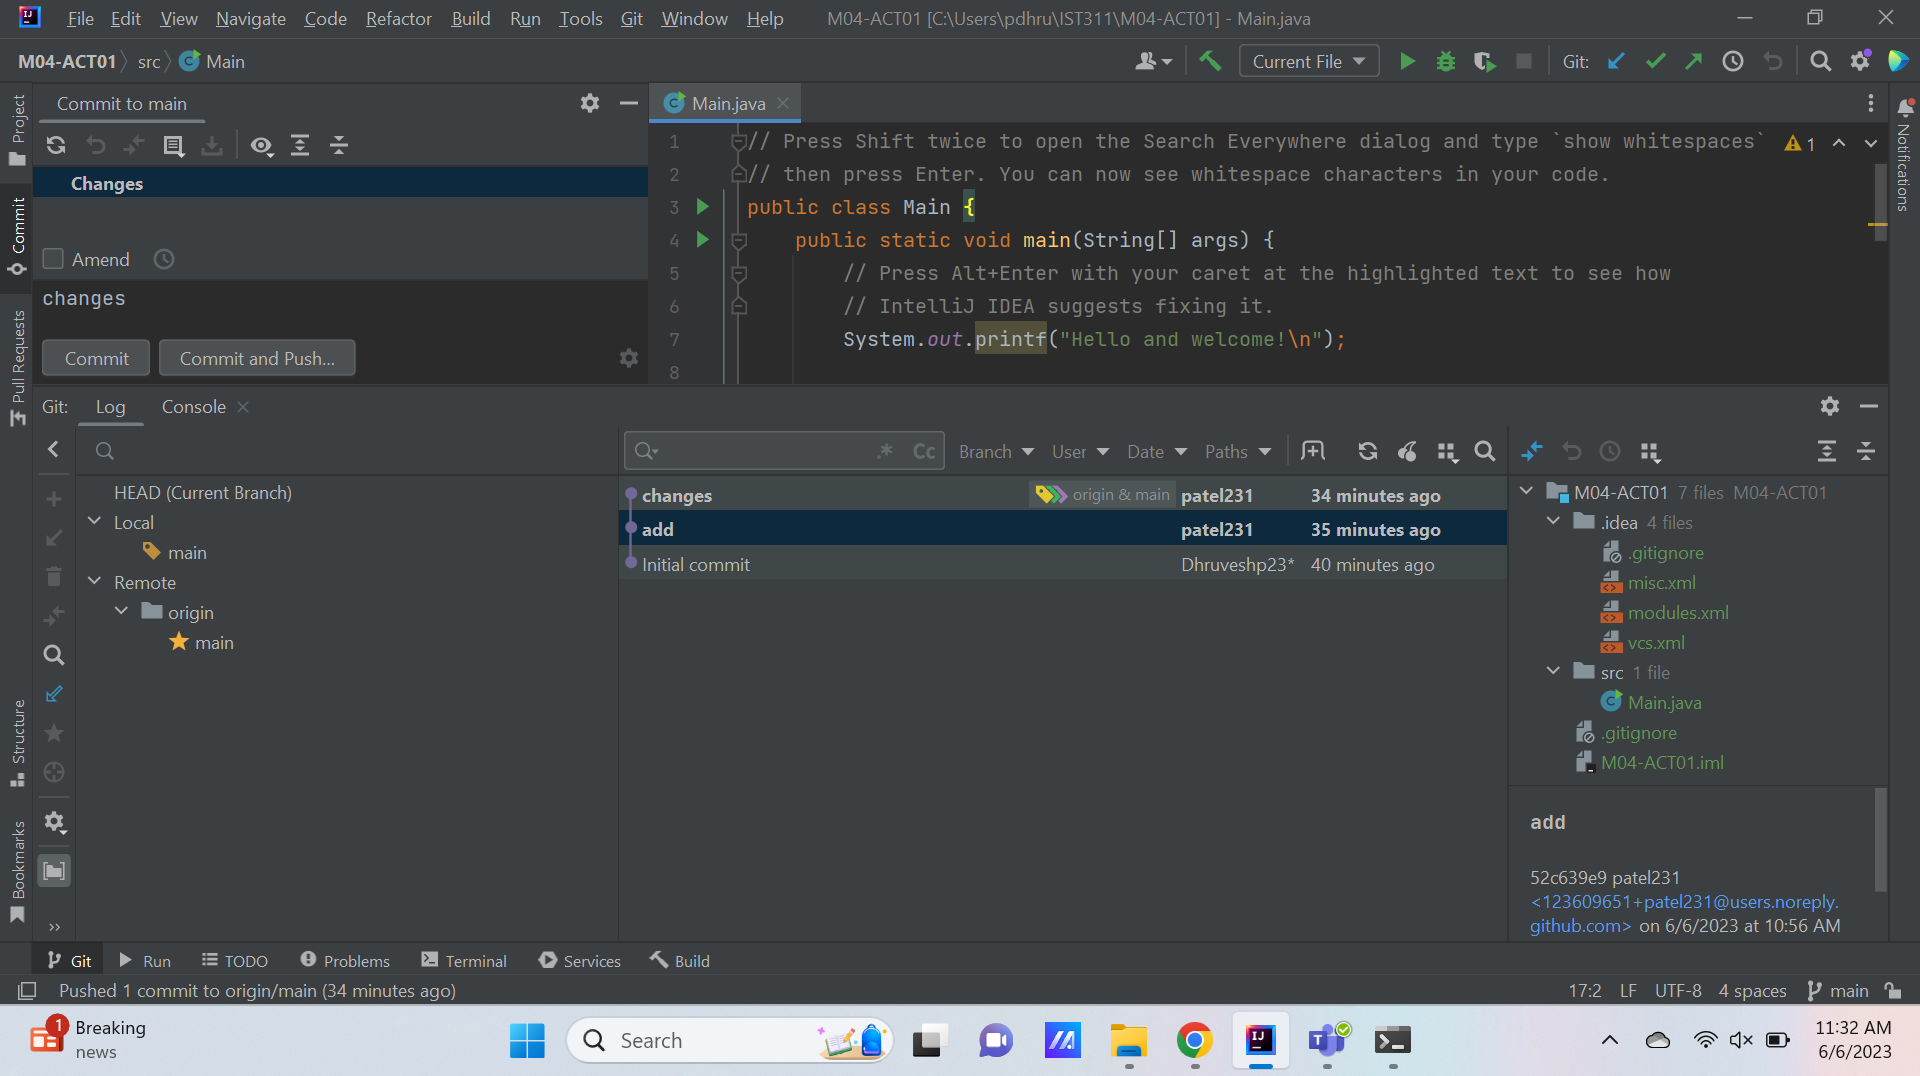 File Edit View Navigate Code Refactor Build Run Tools Git Window Help M04-ACT01 [C:\Users\pdhru\IST311\M04-ACT01] - Main.java
M04-ACT01 src Main Current File Git:
Project
Commit
Pull Requests
Structure
Bookmarks
Notifications
Commit to main
Changes
Amend
changes
Commit Commit and Push...
Main.java
1 // Press Shift twice to open the Search Everywhere dialog and type `show whitespaces` 1
2 // then press Enter. You can now see whitespace characters in your code.
3 public class Main {
4 public static void main(String[] args) {
5 // Press Alt+Enter with your caret at the highlighted text to see how
6 // IntelliJ IDEA suggests fixing it.
7 System.out.printf("Hello and welcome!\n");
8
Git: Log Console
.* Cc Branch User Date Paths
HEAD (Current Branch)
Local
main
Remote
origin
main
changes origin & main patel231 34 minutes ago
add patel231 35 minutes ago
Initial commit Dhruveshp23* 40 minutes ago
M04-ACT01 7 files M04-ACT01
.idea 4 files
.gitignore
misc.xml
modules.xml
vcs.xml
src 1 file
Main.java
.gitignore
M04-ACT01.iml
add
52c639e9 patel231
<123609651+patel231@users.noreply.
github.com> on 6/6/2023 at 10:56 AM
Git Run TODO Problems Terminal Services Build
Pushed 1 commit to origin/main (34 minutes ago) 17:2 LF UTF-8 4 spaces main
1
Breaking
news
Search
11:32 AM
6/6/2023